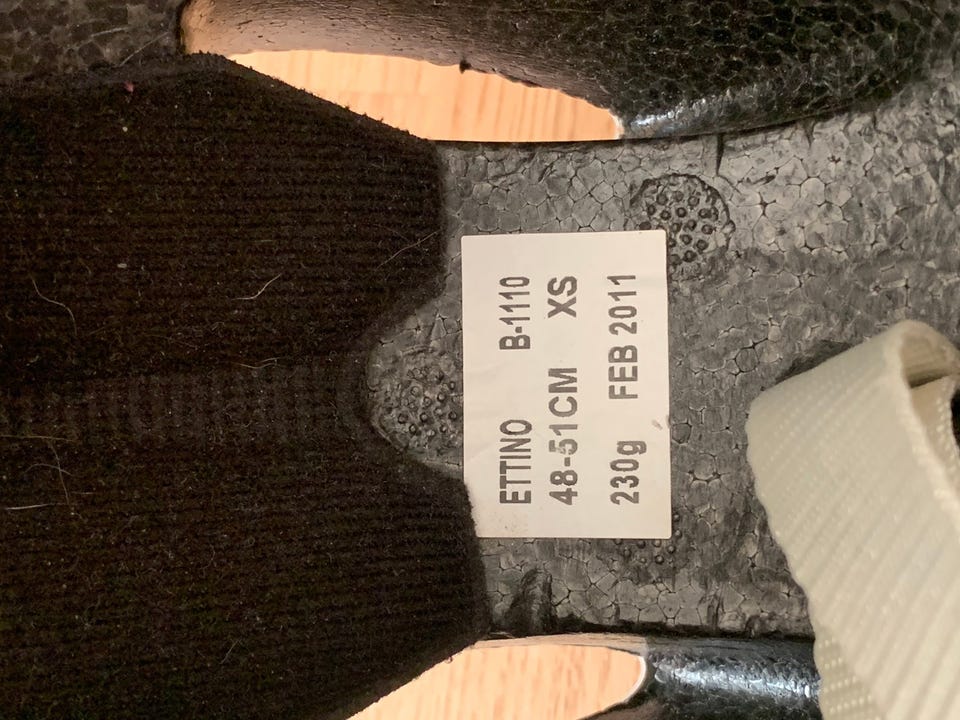 ETTINO B-1110
48-51CM XS
230g FEB 2011